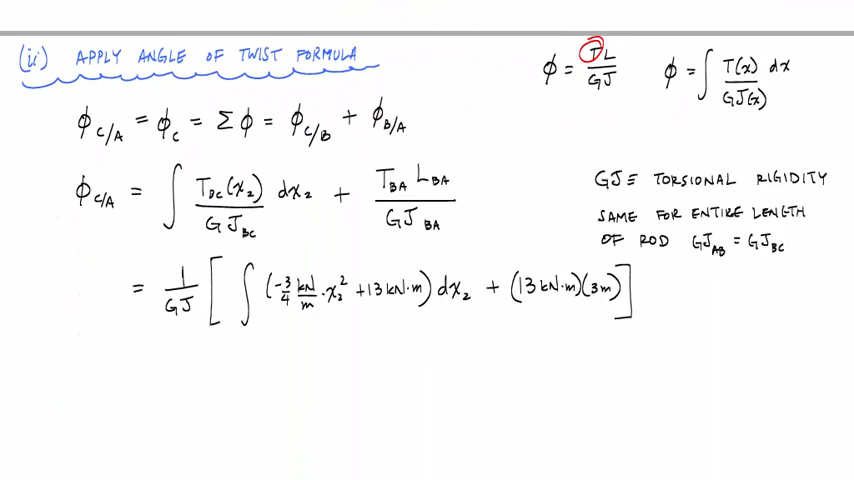 (ii) APPLY ANGLE OF TWIST FORMULA
ϕ = TL/GJ ϕ = ∫ T(x)/GJ(x) dx
ϕ_C/A = ϕ_C = Σϕ = ϕ_C/B + ϕ_B/A
ϕ_C/A = ∫ T_BC(x₂)/GJ_BC dx₂ + T_BA L_BA/GJ_BA
GJ ≡ TORSIONAL RIGIDITY
SAME FOR ENTIRE LENGTH
OF ROD GJ_AB = GJ_BC
= 1/GJ [ ∫ (-3/4 kN/m · x₂² + 13 kN·m) dx₂ + (13 kN·m)(3m) ]